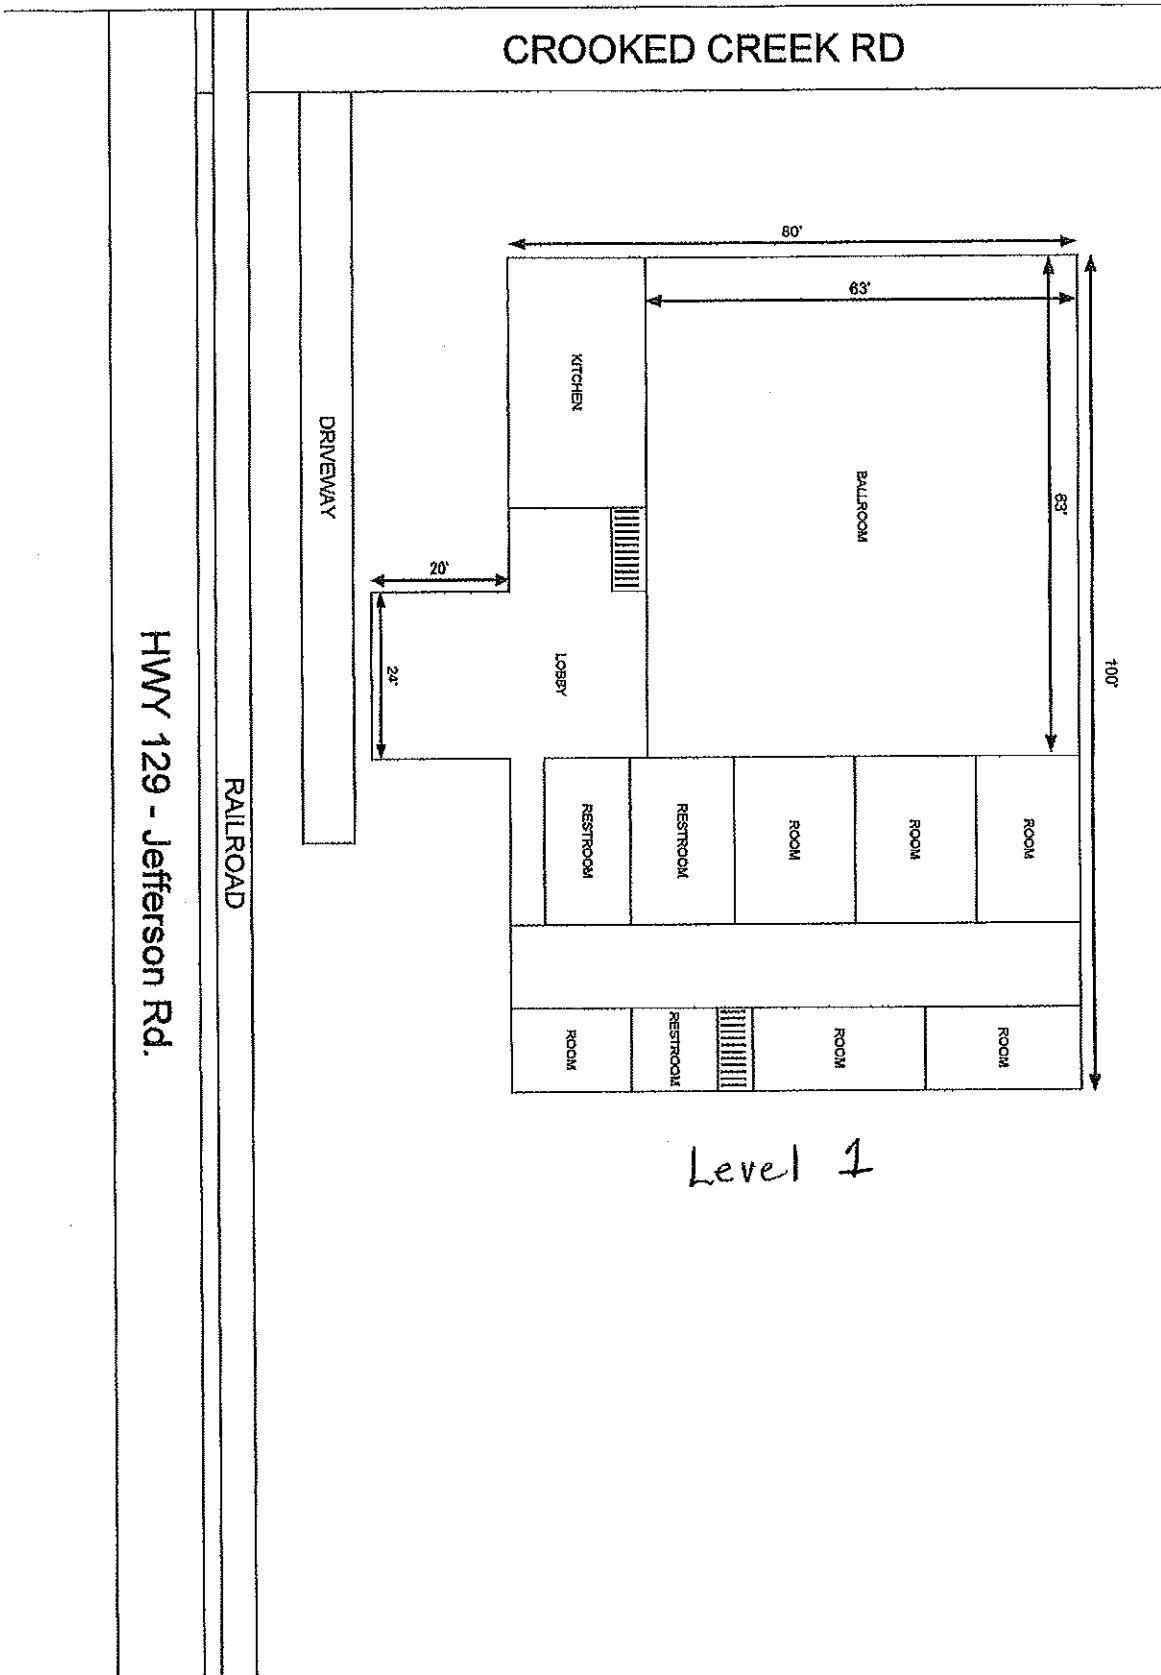 CROOKED CREEK RD
80'
63'
KITCHEN
BALLROOM
63'
DRIVEWAY
20'
LOBBY
24'
100'
HWY 129 - Jefferson Rd.
RAILROAD
RESTROOM
RESTROOM
ROOM
ROOM
ROOM
ROOM
RESTROOM
ROOM
ROOM
Level 1